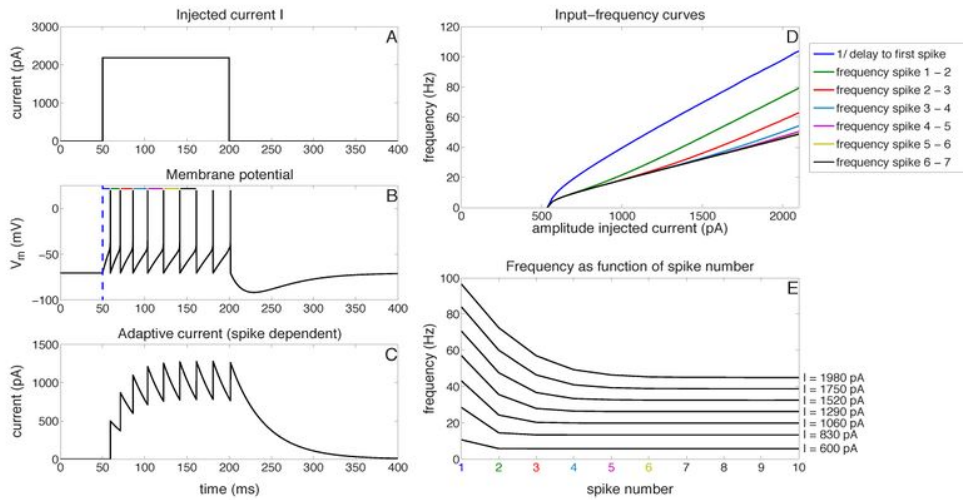 Injected current I
A
current (pA)
3000
2000
1000
0
0 50 100 150 200 250 300 350 400
Membrane potential
B
Vm (mV)
0
−50
−100
0 50 100 150 200 250 300 350 400
Adaptive current (spike dependent)
C
current (pA)
1500
1000
500
0
0 50 100 150 200 250 300 350 400
time (ms)
Input−frequency curves
D
frequency (Hz)
120
100
80
60
40
20
0
0 500 1000 1500 2000
amplitude injected current (pA)
1/ delay to first spike
frequency spike 1 − 2
frequency spike 2 − 3
frequency spike 3 − 4
frequency spike 4 − 5
frequency spike 5 − 6
frequency spike 6 − 7
Frequency as function of spike number
E
frequency (Hz)
100
80
60
40
20
0
I = 1980 pA
I = 1750 pA
I = 1520 pA
I = 1290 pA
I = 1060 pA
I = 830 pA
I = 600 pA
1 2 3 4 5 6 7 8 9 10
spike number